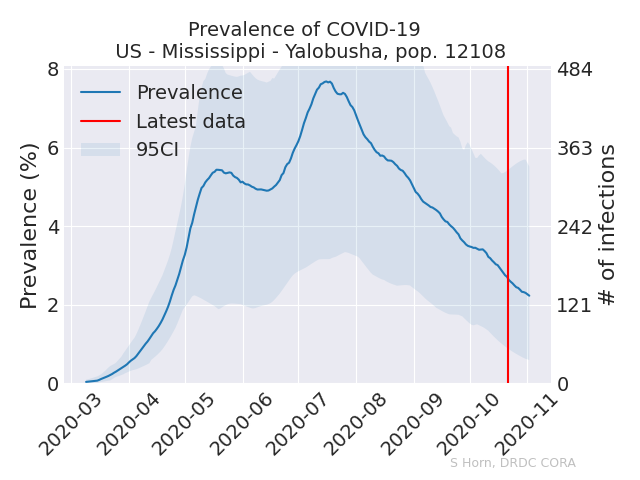 Prevalence of COVID-19
US - Mississippi - Yalobusha, pop. 12108
Prevalence
Latest data
95CI
Prevalence (%)
8
6
4
2
0
484
363
242
121
0
# of infections
2020-03
2020-04
2020-05
2020-06
2020-07
2020-08
2020-09
2020-10
2020-11
S Horn, DRDC CORA